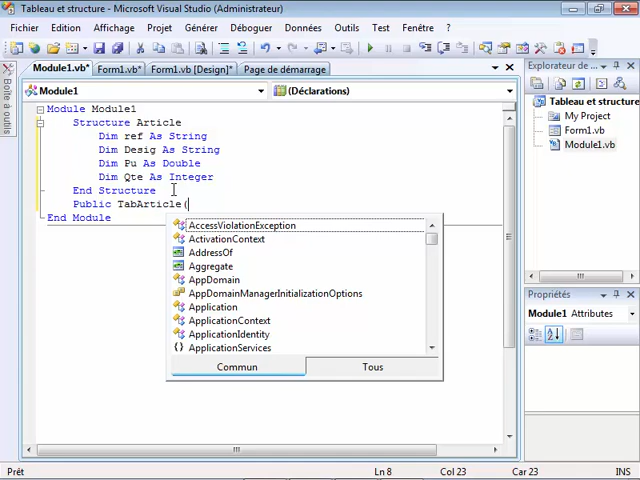 Tableau et structure - Microsoft Visual Studio (Administrateur)
Fichier Edition Affichage Projet Générer Déboguer Données Outils Test Fenêtre ?
Module1.vb* Form1.vb* Form1.vb [Design]* Page de démarrage
Explorateur de
Boîte à outils
Module1 (Déclarations)
Module Module1
Structure Article
Dim ref As String
Dim Desig As String
Dim Pu As Double
Dim Qte As Integer
End Structure
Public TabArticle(
End Module
AccessViolationException
ActivationContext
AddressOf
Aggregate
AppDomain
AppDomainManagerInitializationOptions
Application
ApplicationContext
ApplicationIdentity
{} ApplicationServices
Commun Tous
Tableau et structure
My Project
Form1.vb
Module1.vb
Propriétés
Module1 Attributes
Prêt Ln 8 Col 23 Car 23 INS